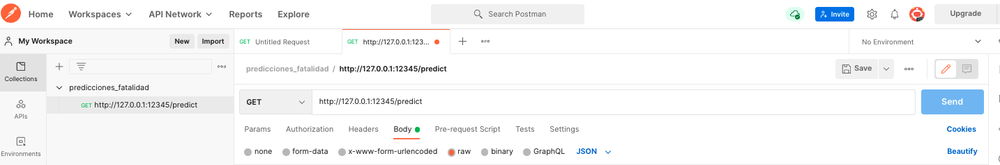 Home Workspaces API Network Reports Explore Search Postman Invite Upgrade
My Workspace New Import GET Untitled Request GET http://127.0.0.1:123... No Environment
Collections
predicciones_fatalidad / http://127.0.0.1:12345/predict Save
predicciones_fatalidad
GET http://127.0.0.1:12345/predict
GET http://127.0.0.1:12345/predict Send
APIs
Params Authorization Headers Body Pre-request Script Tests Settings Cookies
Environments
none form-data x-www-form-urlencoded raw binary GraphQL JSON Beautify